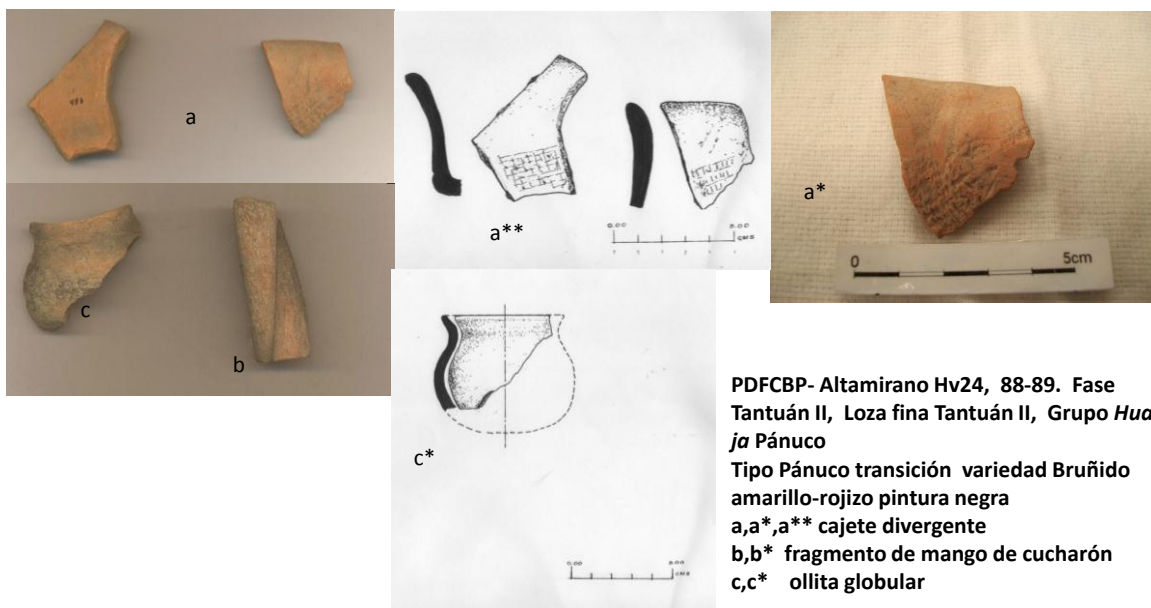 a
c
b
a**
0.00 5.00
CMS
c*
0.00 5.00
CMS
a*
0 5cm
PDFCBP- Altamirano Hv24, 88-89. Fase
Tantuán II, Loza fina Tantuán II, Grupo Hua
ja Pánuco
Tipo Pánuco transición variedad Bruñido
amarillo-rojizo pintura negra
a,a*,a** cajete divergente
b,b* fragmento de mango de cucharón
c,c* ollita globular